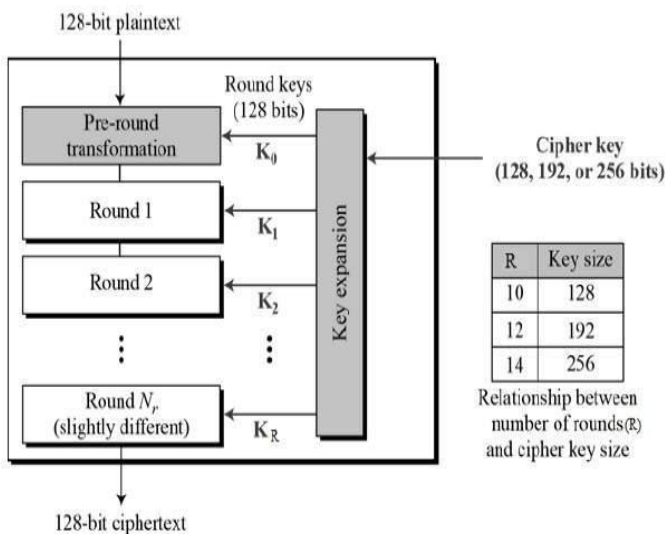 128-bit plaintext
Round keys
(128 bits)
Pre-round
transformation
K₀
Cipher key
(128, 192, or 256 bits)
Round 1
K₁
Round 2
K₂
Key expansion
R Key size
10 128
12 192
14 256
Relationship between
number of rounds(R)
and cipher key size
Round Nᵣ
(slightly different)
K_R
128-bit ciphertext